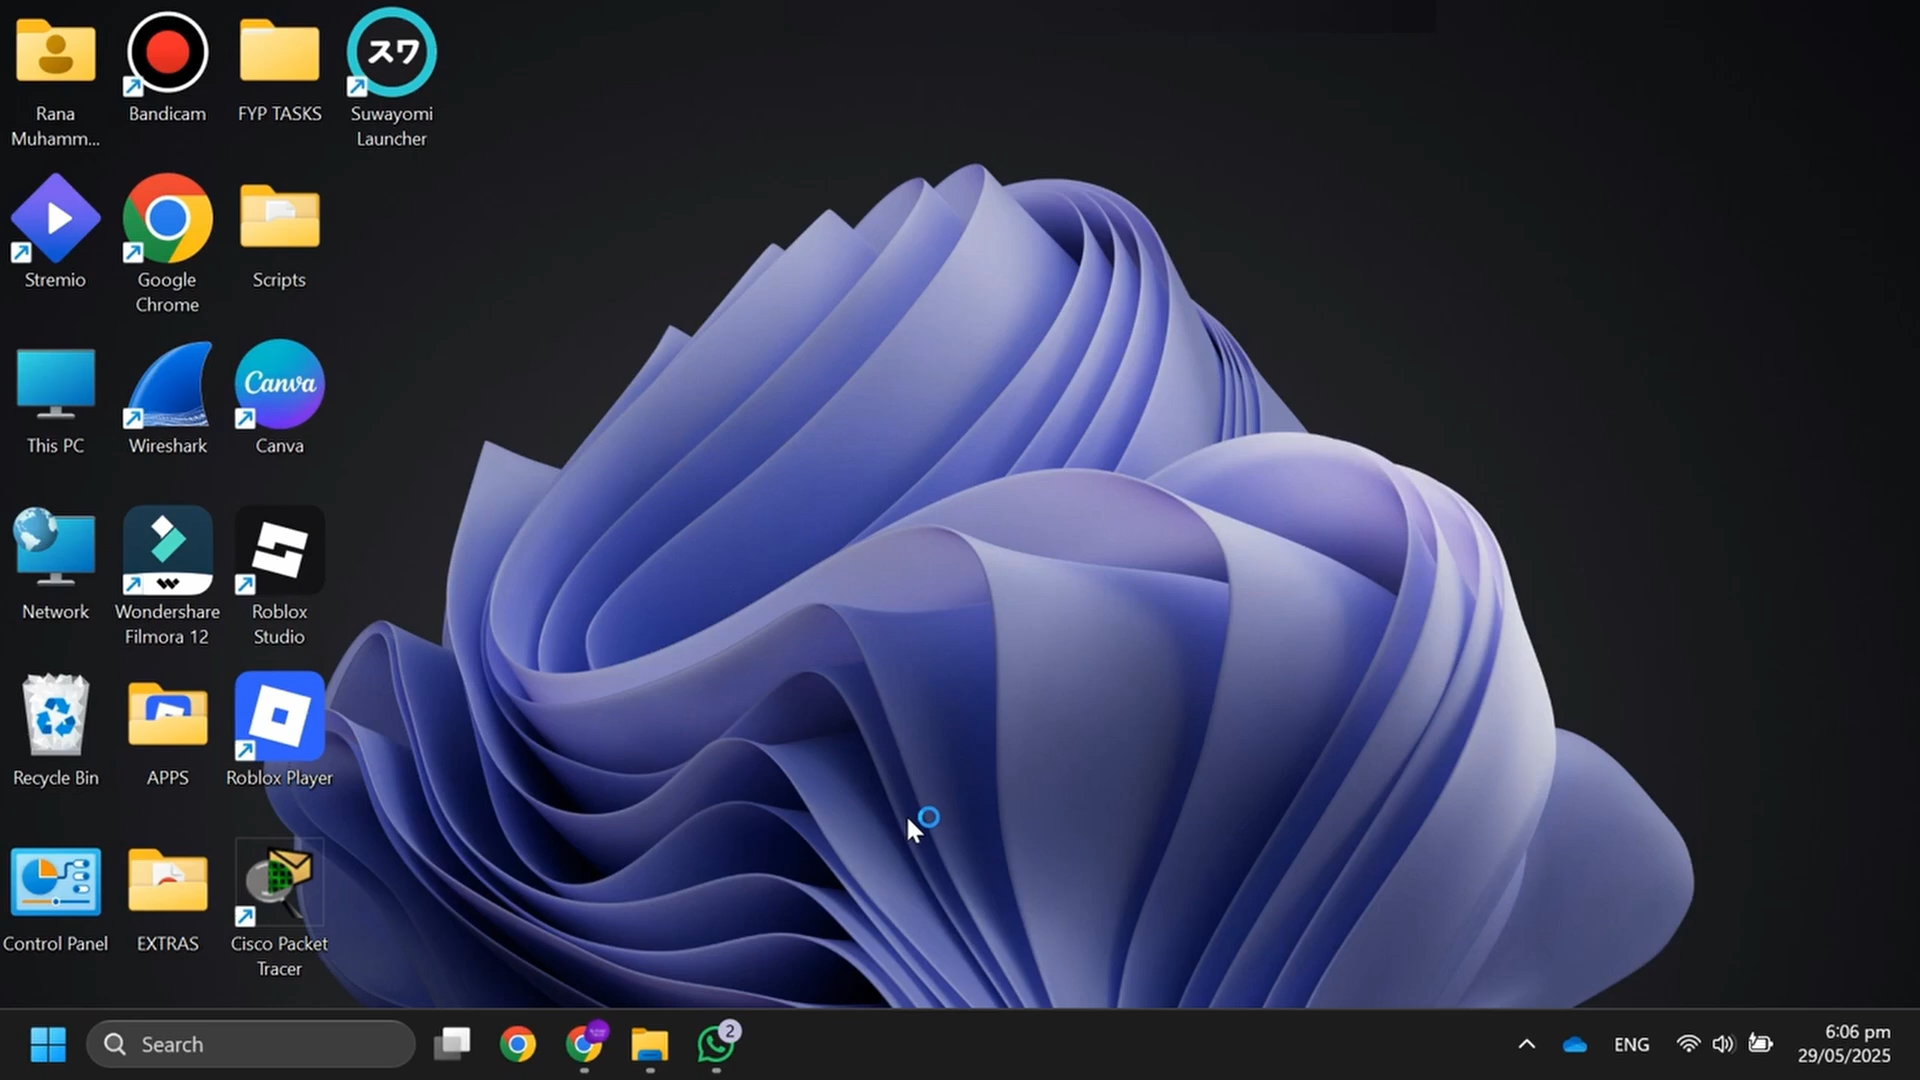 Rana
Muhamm...
Bandicam
FYP TASKS
スワ
Suwayomi
Launcher
Stremio
Google
Chrome
Scripts
This PC
Wireshark
Canva
Canva
Network
Wondershare
Filmora 12
Roblox
Studio
Recycle Bin
APPS
Roblox Player
Control Panel
EXTRAS
Cisco Packet
Tracer
Search
2
ENG
6:06 pm
29/05/2025